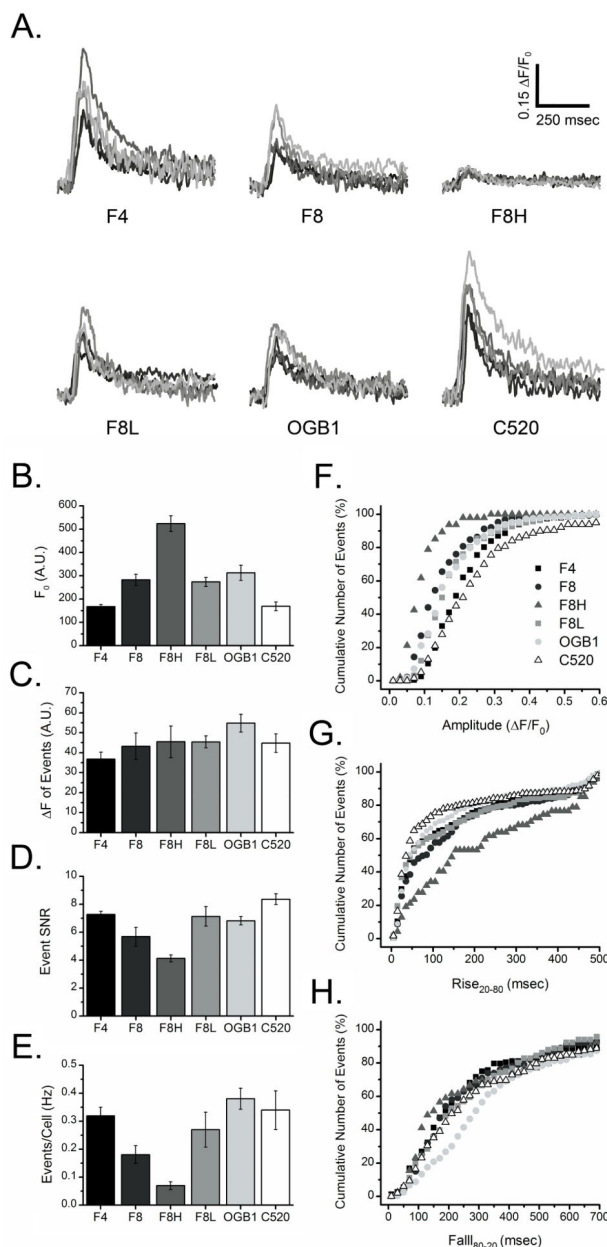 A.
0.15 ΔF/F0
250 msec
F4
F8
F8H
F8L
OGB1
C520
B.
F0 (A.U.)
600
500
400
300
200
100
0
F4 F8 F8H F8L OGB1 C520
C.
ΔF of Events (A.U.)
70
60
50
40
30
20
10
0
F4 F8 F8H F8L OGB1 C520
D.
Event SNR
8
6
4
2
0
F4 F8 F8H F8L OGB1 C520
E.
Events/Cell (Hz)
0.4
0.3
0.2
0.1
0.0
F4 F8 F8H F8L OGB1 C520
F.
Cumulative Number of Events (%)
100
80
60
40
20
0
F4
F8
F8H
F8L
OGB1
C520
0.0 0.1 0.2 0.3 0.4 0.5 0.6
Amplitude (ΔF/F0)
G.
Cumulative Number of Events (%)
100
80
60
40
20
0
0 100 200 300 400 500
Rise20-80 (msec)
H.
Cumulative Number of Events (%)
100
80
60
40
20
0
0 100 200 300 400 500 600 700
Falll80-20 (msec)